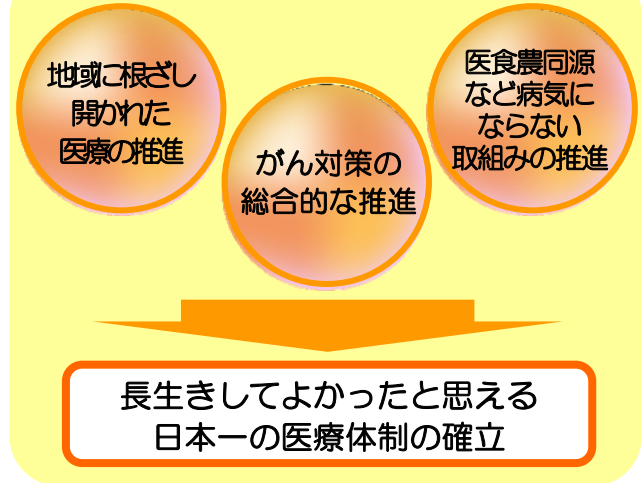 地域に根ざし
開かれた
医療の推進
がん対策の
総合的な推進
医食農同源
など病気に
ならない
取組みの推進
長生きしてよかったと思える
日本一の医療体制の確立